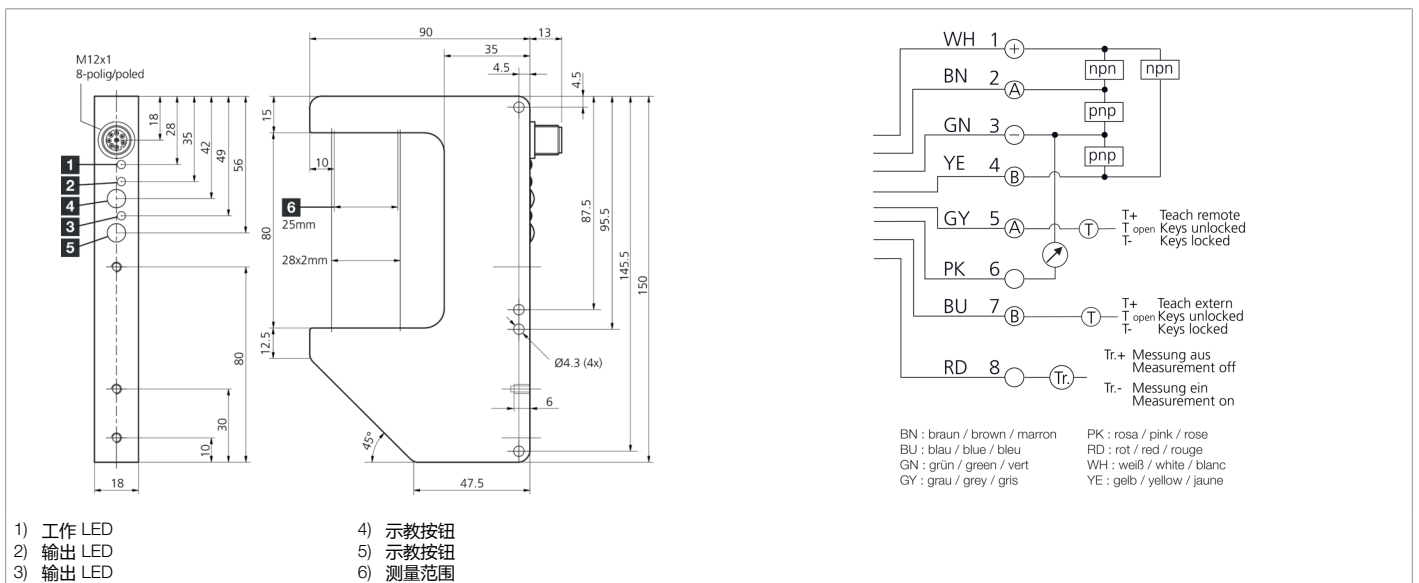 M12x1
8-polig/poled
90
13
35
4.5
4.5
15
18
28
35
42
49
56
10
1
2
4
3
5
6
25mm
28x2mm
80
87.5
95.5
145.5
150
12.5
Ø4.3 (4x)
6
80
30
10
45°
18
47.5
WH 1 +
npn npn
BN 2 A
pnp
GN 3 −
pnp
YE 4 B
GY 5 A T T+ Teach remote
T open Keys unlocked
T- Keys locked
PK 6
BU 7 B T T+ Teach extern
T open Keys unlocked
T- Keys locked
RD 8 Tr.
Tr.+ Messung aus
Measurement off
Tr.- Messung ein
Measurement on
BN : braun / brown / marron
BU : blau / blue / bleu
GN : grün / green / vert
GY : grau / grey / gris
PK : rosa / pink / rose
RD : rot / red / rouge
WH : weiß / white / blanc
YE : gelb / yellow / jaune
1) 工作 LED
2) 输出 LED
3) 输出 LED
4) 示教按钮
5) 示教按钮
6) 测量范围